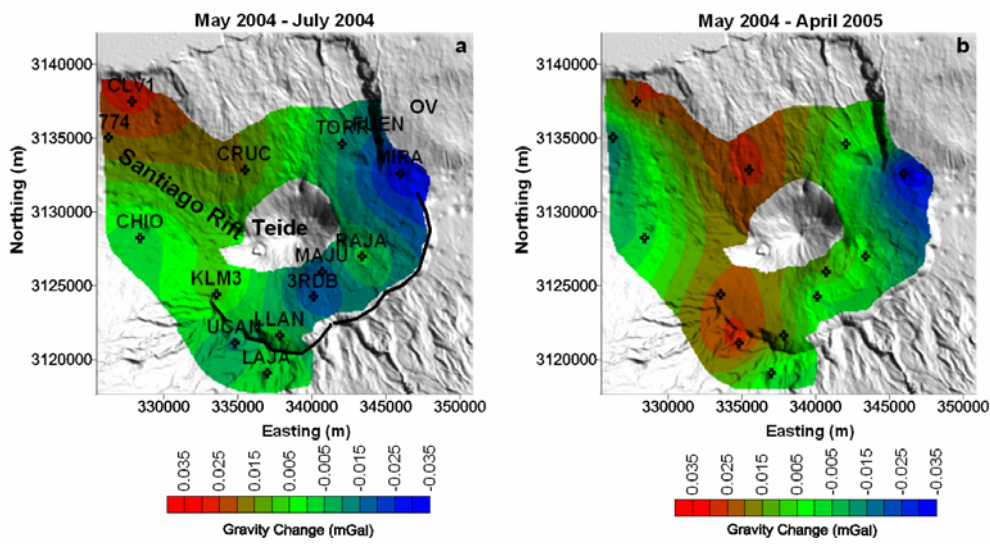 May 2004 - July 2004
a
3140000
3135000
3130000
3125000
3120000
Northing (m)
CLV1
774
OV
FUEN
TORR
CRUC
MIRA
Santiago Rift
CHIO
Teide
RAJA
MAJU
KLM3
3RDB
UCAN
LLAN
LAJA
330000 335000 340000 345000 350000
Easting (m)
0.035 0.025 0.015 0.005 -0.005 -0.015 -0.025 -0.035
Gravity Change (mGal)
May 2004 - April 2005
b
3140000
3135000
3130000
3125000
3120000
Northing (m)
330000 335000 340000 345000 350000
Easting (m)
0.035 0.025 0.015 0.005 -0.005 -0.015 -0.025 -0.035
Gravity Change (mGal)